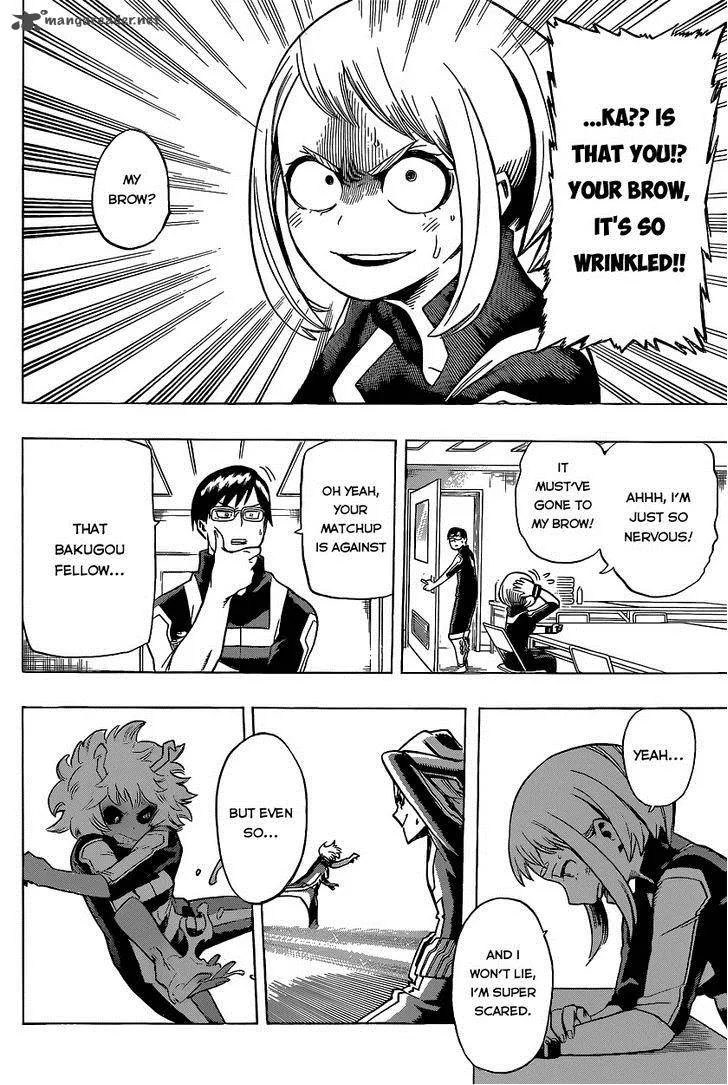 mangareader.net
...KA?? IS
THAT YOU!?
YOUR BROW,
IT'S SO
WRINKLED!!
MY
BROW?
AHHH, I'M
JUST SO
NERVOUS!
IT
MUST'VE
GONE TO
MY BROW!
OH YEAH,
YOUR
MATCHUP
IS AGAINST
THAT
BAKUGOU
FELLOW...
YEAH...
AND I
WON'T LIE,
I'M SUPER
SCARED.
BUT EVEN
SO...